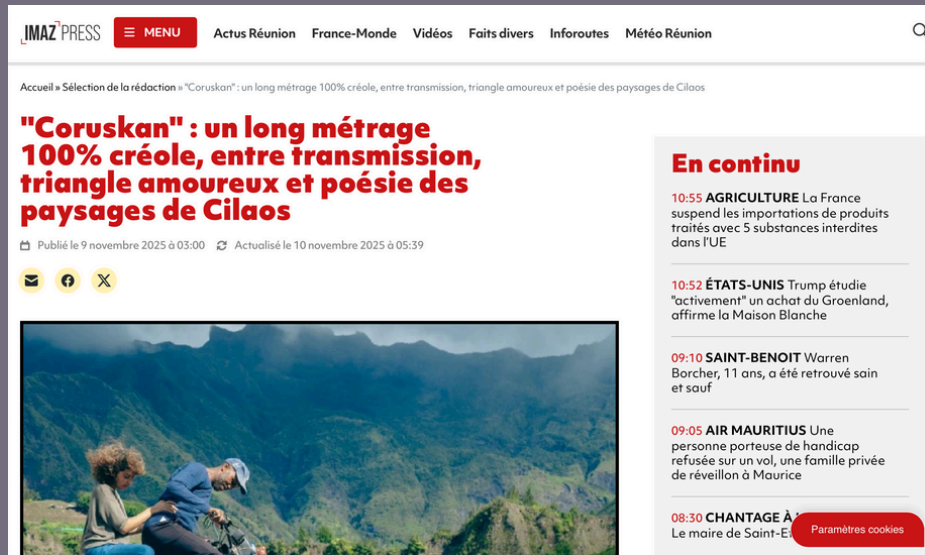 IMAZ PRESS
MENU
Actus Réunion France-Monde Vidéos Faits divers Inforoutes Météo Réunion
Accueil » Sélection de la rédaction » "Coruskan" : un long métrage 100% créole, entre transmission, triangle amoureux et poésie des paysages de Cilaos
"Coruskan" : un long métrage
100% créole, entre transmission,
triangle amoureux et poésie des
paysages de Cilaos
Publié le 9 novembre 2025 à 03:00 Actualisé le 10 novembre 2025 à 05:39
En continu
10:55 AGRICULTURE La France
suspend les importations de produits
traités avec 5 substances interdites
dans l'UE
10:52 ÉTATS-UNIS Trump étudie
"activement" un achat du Groenland,
affirme la Maison Blanche
09:10 SAINT-BENOIT Warren
Borcher, 11 ans, a été retrouvé sain
et sauf
09:05 AIR MAURITIUS Une
personne porteuse de handicap
refusée sur un vol, une famille privée
de réveillon à Maurice
08:30 CHANTAGE À
Le maire de
Paramètres cookies